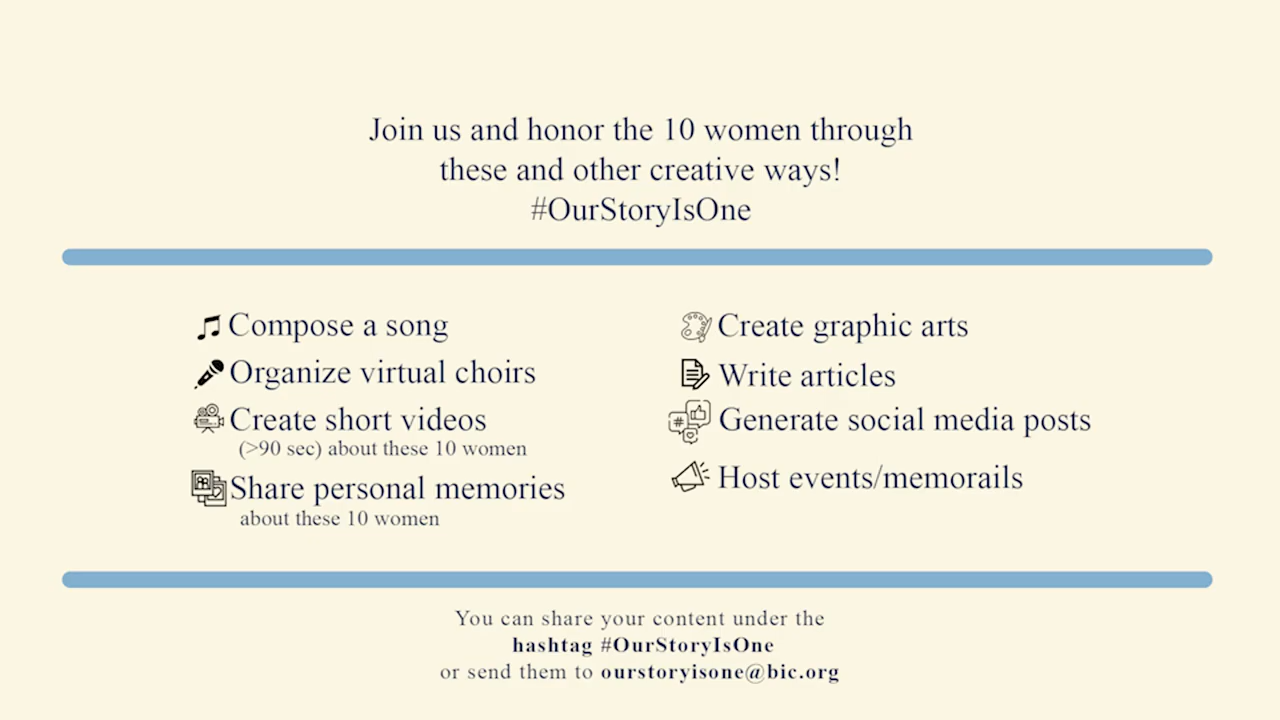 Join us and honor the 10 women through
these and other creative ways!
#OurStoryIsOne
Compose a song
Organize virtual choirs
Create short videos
(>90 sec) about these 10 women
Share personal memories
about these 10 women
Create graphic arts
Write articles
#
Generate social media posts
Host events/memorails
You can share your content under the
hashtag #OurStoryIsOne
or send them to ourstoryisone@bic.org